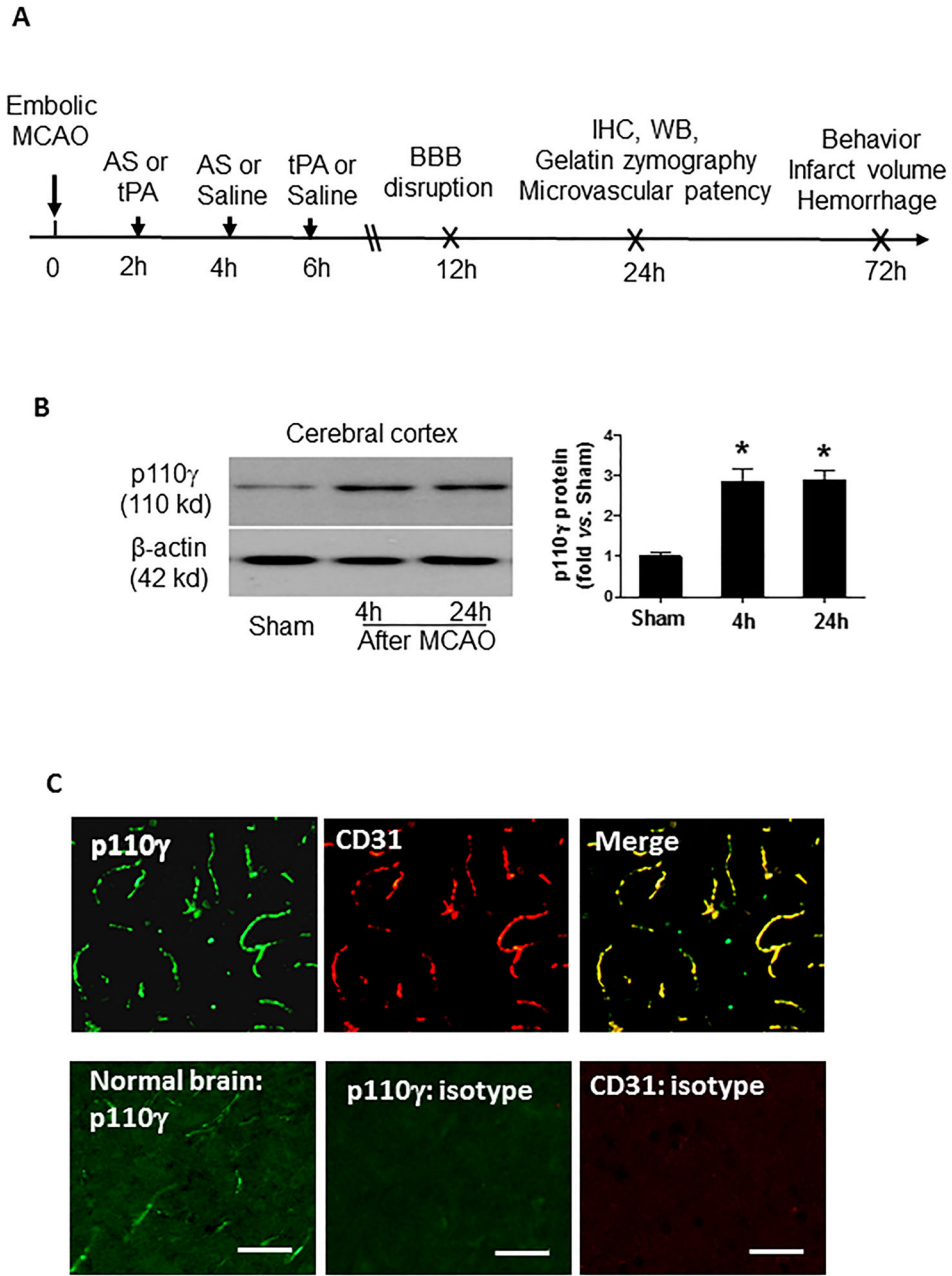 A
Embolic
MCAO
AS or
tPA
AS or
Saline
tPA or
Saline
BBB
disruption
IHC, WB,
Gelatin zymography
Microvascular patency
Behavior
Infarct volume
Hemorrhage
0
2h
4h
6h
12h
24h
72h
B
Cerebral cortex
p110γ
(110 kd)
β-actin
(42 kd)
Sham
4h
24h
After MCAO
p110γ protein
(fold vs. Sham)
4
3
2
1
0
*
*
Sham
4h
24h
C
p110γ
CD31
Merge
Normal brain:
p110γ
p110γ: isotype
CD31: isotype